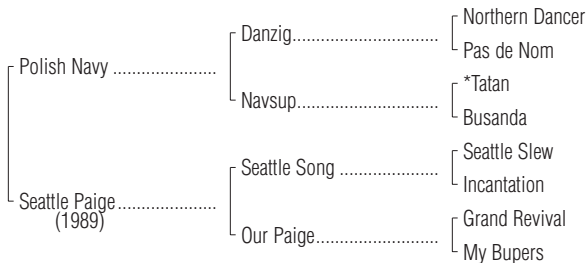 Northern Dancer
Danzig..................................
Pas de Nom
Polish Navy ........................
*Tatan
Navsup..................................
Busanda
Seattle Slew
Seattle Song .......................
Incantation
Seattle Paige.......................
(1989)
Grand Revival
Our Paige............................
My Bupers